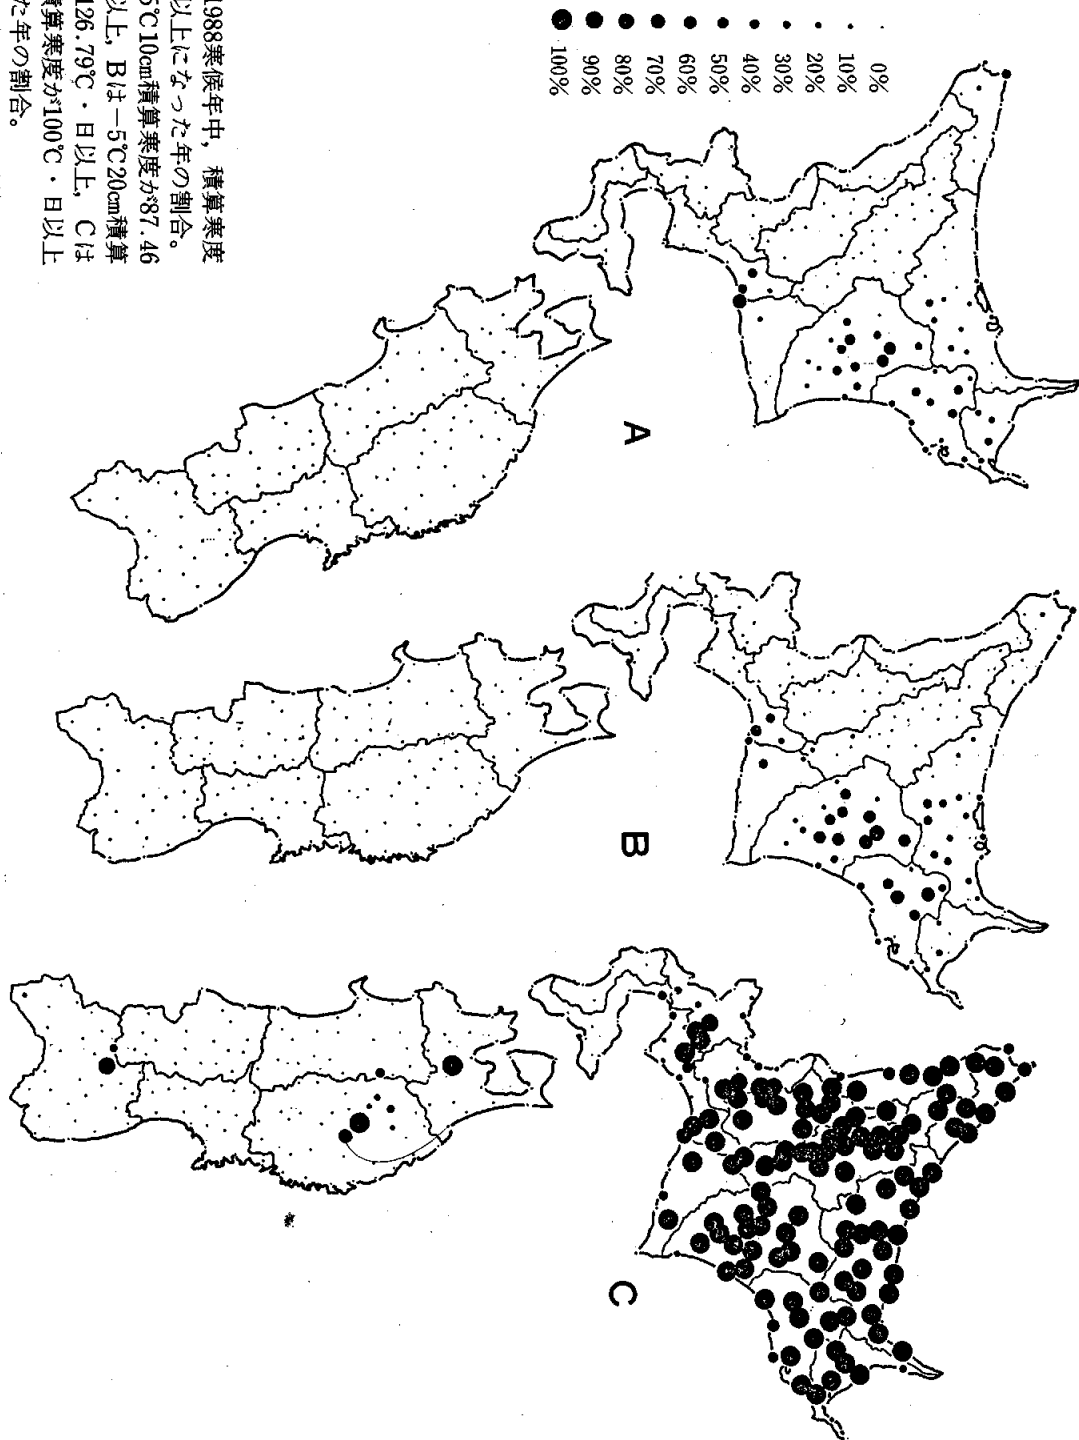 0%
10%
20%
30%
40%
50%
60%
70%
80%
90%
100%
A
B
C
1988寒候年中，積算寒度
以上になった年の割合。
5℃10cm積算寒度が87.46
以上，Bは－5℃20cm積算
126.79℃・日以上，Cは
積算寒度が100℃・日以上
た年の割合。